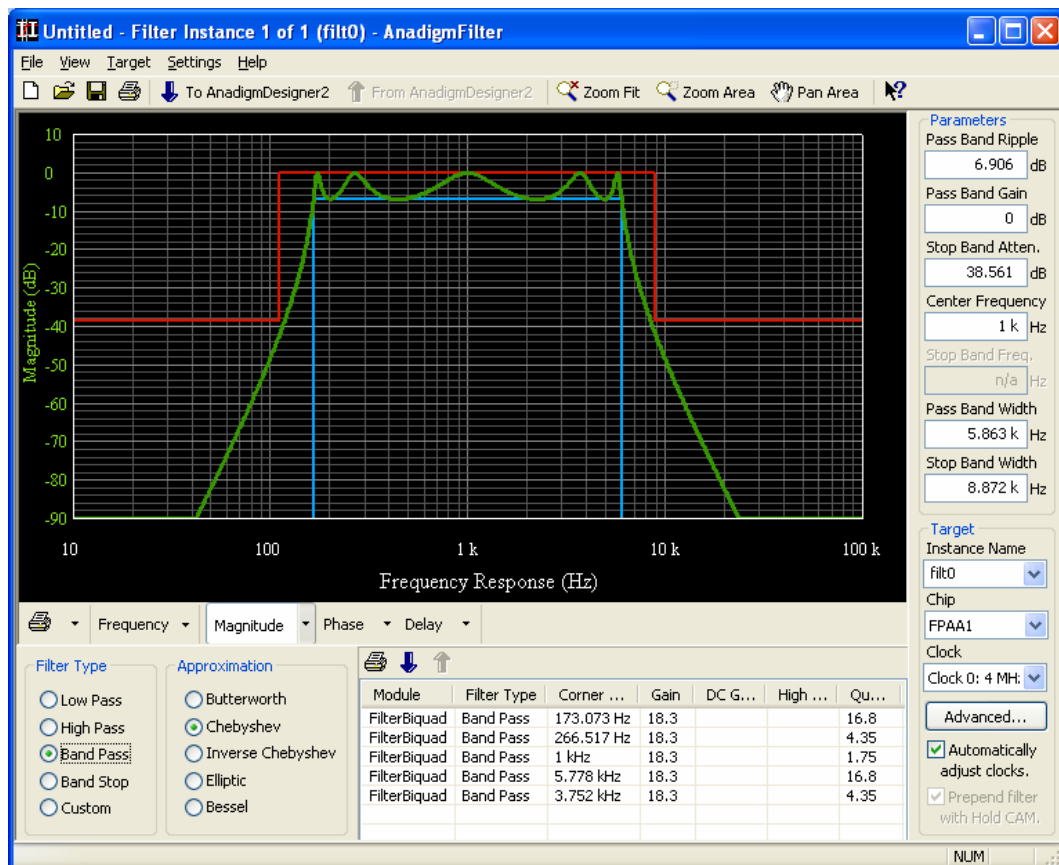 Untitled - Filter Instance 1 of 1 (filt0) - AnadigmFilter
File View Target Settings Help
To AnadigmDesigner2 From AnadigmDesigner2 Zoom Fit Zoom Area Pan Area
10
0
-10
-20
-30
-40
-50
-60
-70
-80
-90
Magnitude (dB)
10 100 1 k 10 k 100 k
Frequency Response (Hz)
Parameters
Pass Band Ripple
6.906 dB
Pass Band Gain
0 dB
Stop Band Atten.
38.561 dB
Center Frequency
1 k Hz
Stop Band Freq.
n/a Hz
Pass Band Width
5.863 k Hz
Stop Band Width
8.872 k Hz
Target
Instance Name
filt0
Chip
FPAA1
Clock
Clock 0: 4 MH:
Advanced...
Automatically
adjust clocks.
Prepend filter
with Hold CAM.
Frequency Magnitude Phase Delay
Filter Type
Low Pass
High Pass
Band Pass
Band Stop
Custom
Approximation
Butterworth
Chebyshev
Inverse Chebyshev
Elliptic
Bessel
Module Filter Type Corner ... Gain DC G... High ... Qu...
FilterBiquad Band Pass 173.073 Hz 18.3 16.8
FilterBiquad Band Pass 266.517 Hz 18.3 4.35
FilterBiquad Band Pass 1 kHz 18.3 1.75
FilterBiquad Band Pass 5.778 kHz 18.3 16.8
FilterBiquad Band Pass 3.752 kHz 18.3 4.35
NUM